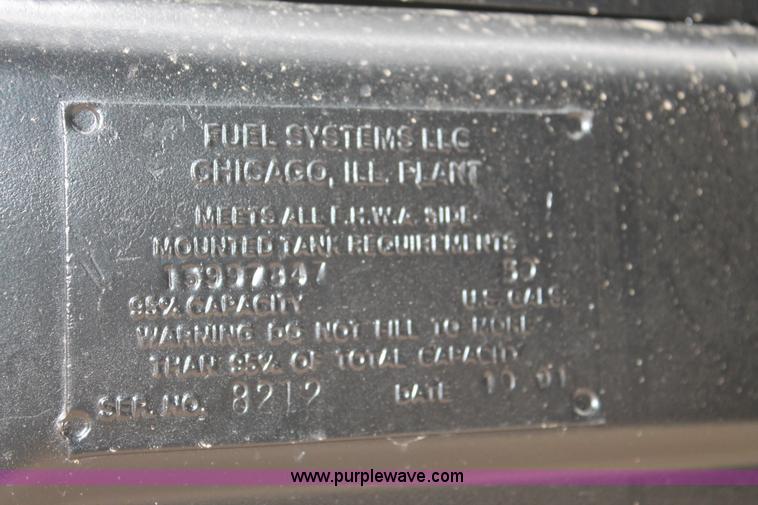 FUEL SYSTEMS LLC
CHICAGO, ILL. PLANT
MEETS ALL F.H.W.A. SIDE
MOUNTED TANK REQUIREMENTS
95% CAPACITY U.S. GALS.
WARNING DO NOT FILL TO MORE
THAN 95% OF TOTAL CAPACITY
SER. NO. 8212 DATE 10 01
www.purplewave.com